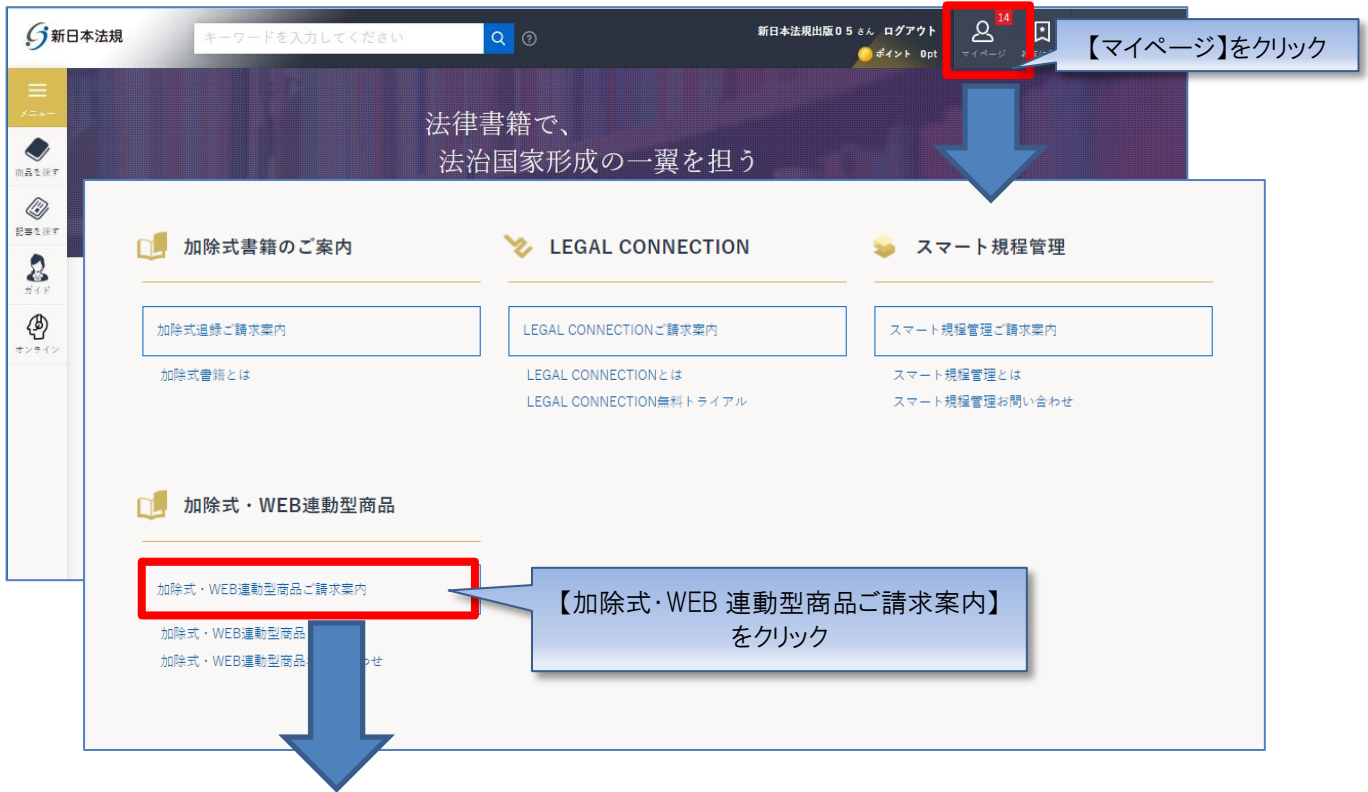 新日本法規
キーワードを入力してください
新日本法規出版05さん ログアウト
ポイント 0pt
14
マイページ
【マイページ】をクリック
メニュー
商品を探す
記事を探す
ガイド
オンライン
法律書籍で、
法治国家形成の一翼を担う
加除式書籍のご案内
加除式追録ご請求案内
加除式書籍とは
LEGAL CONNECTION
LEGAL CONNECTIONご請求案内
LEGAL CONNECTIONとは
LEGAL CONNECTION無料トライアル
スマート規程管理
スマート規程管理ご請求案内
スマート規程管理とは
スマート規程管理お問い合わせ
加除式・WEB連動型商品
加除式・WEB連動型商品ご請求案内
加除式・WEB連動型商品
加除式・WEB連動型商品 わせ
【加除式・WEB 連動型商品ご請求案内】
をクリック